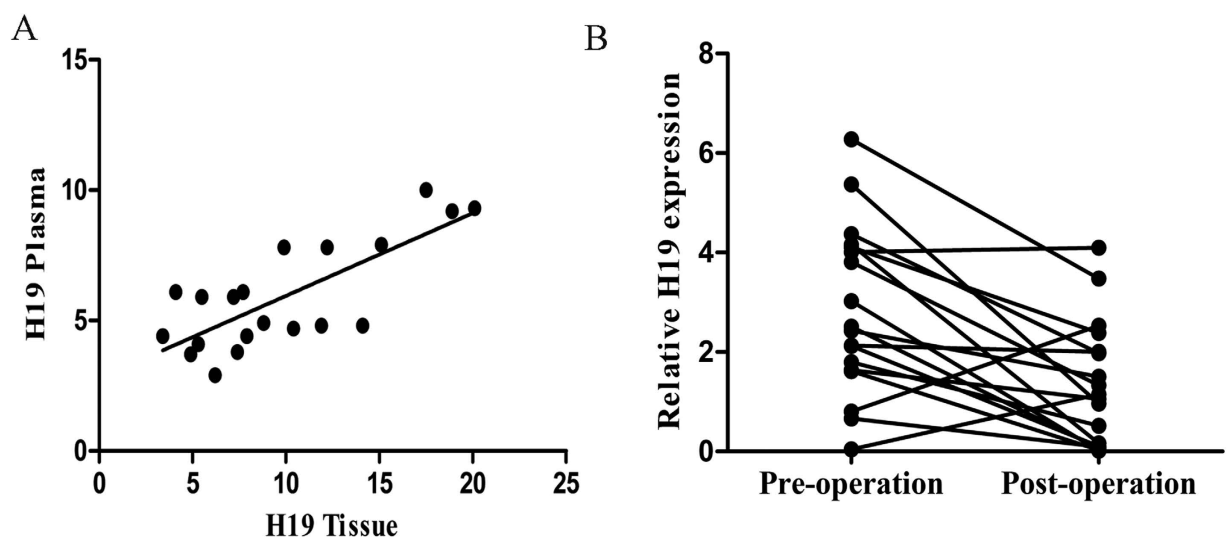 A
H19 Plasma
15
10
5
0
0 5 10 15 20 25
H19 Tissue
B
Relative H19 expression
8
6
4
2
0
Pre-operation Post-operation